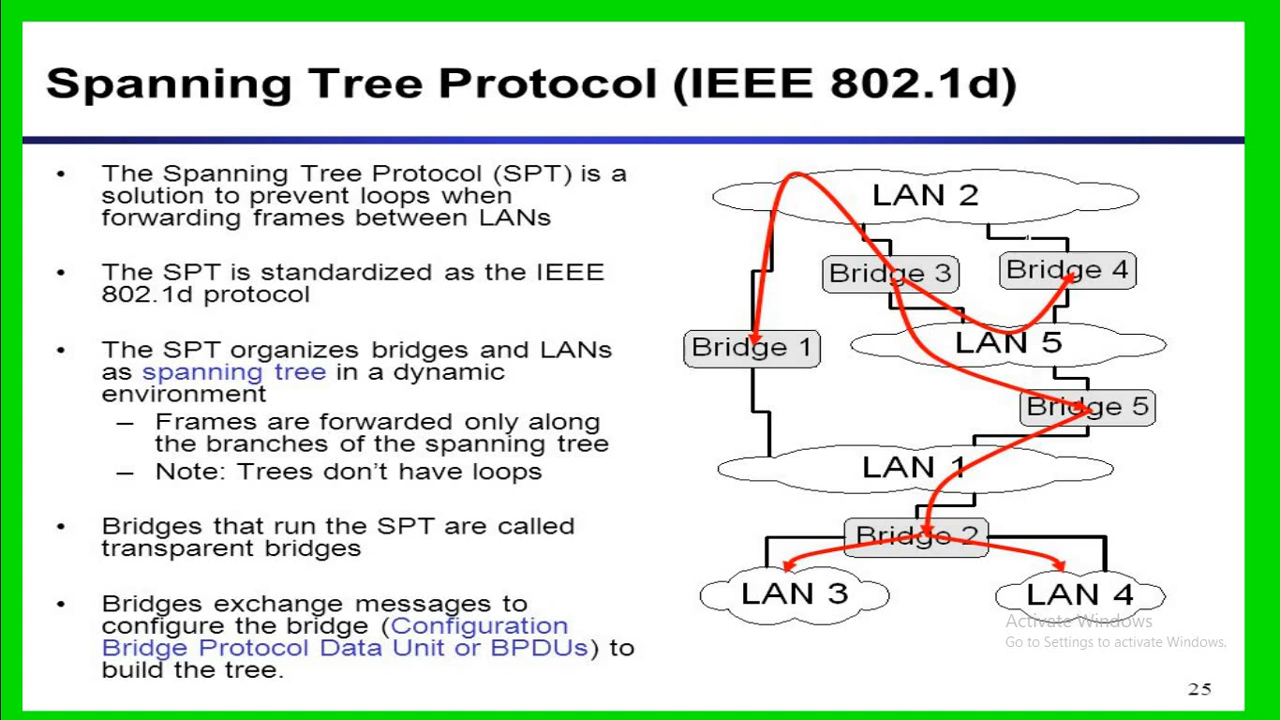 Spanning Tree Protocol (IEEE 802.1d)
• The Spanning Tree Protocol (SPT) is a
solution to prevent loops when
forwarding frames between LANs
• The SPT is standardized as the IEEE
802.1d protocol
• The SPT organizes bridges and LANs
as spanning tree in a dynamic
environment
– Frames are forwarded only along
the branches of the spanning tree
– Note: Trees don't have loops
• Bridges that run the SPT are called
transparent bridges
• Bridges exchange messages to
configure the bridge (Configuration
Bridge Protocol Data Unit or BPDUs) to
build the tree.
LAN 2
Bridge 3
Bridge 4
Bridge 1
LAN 5
Bridge 5
LAN 1
Bridge 2
LAN 3
LAN 4
Activate Windows
Go to Settings to activate Windows.
25